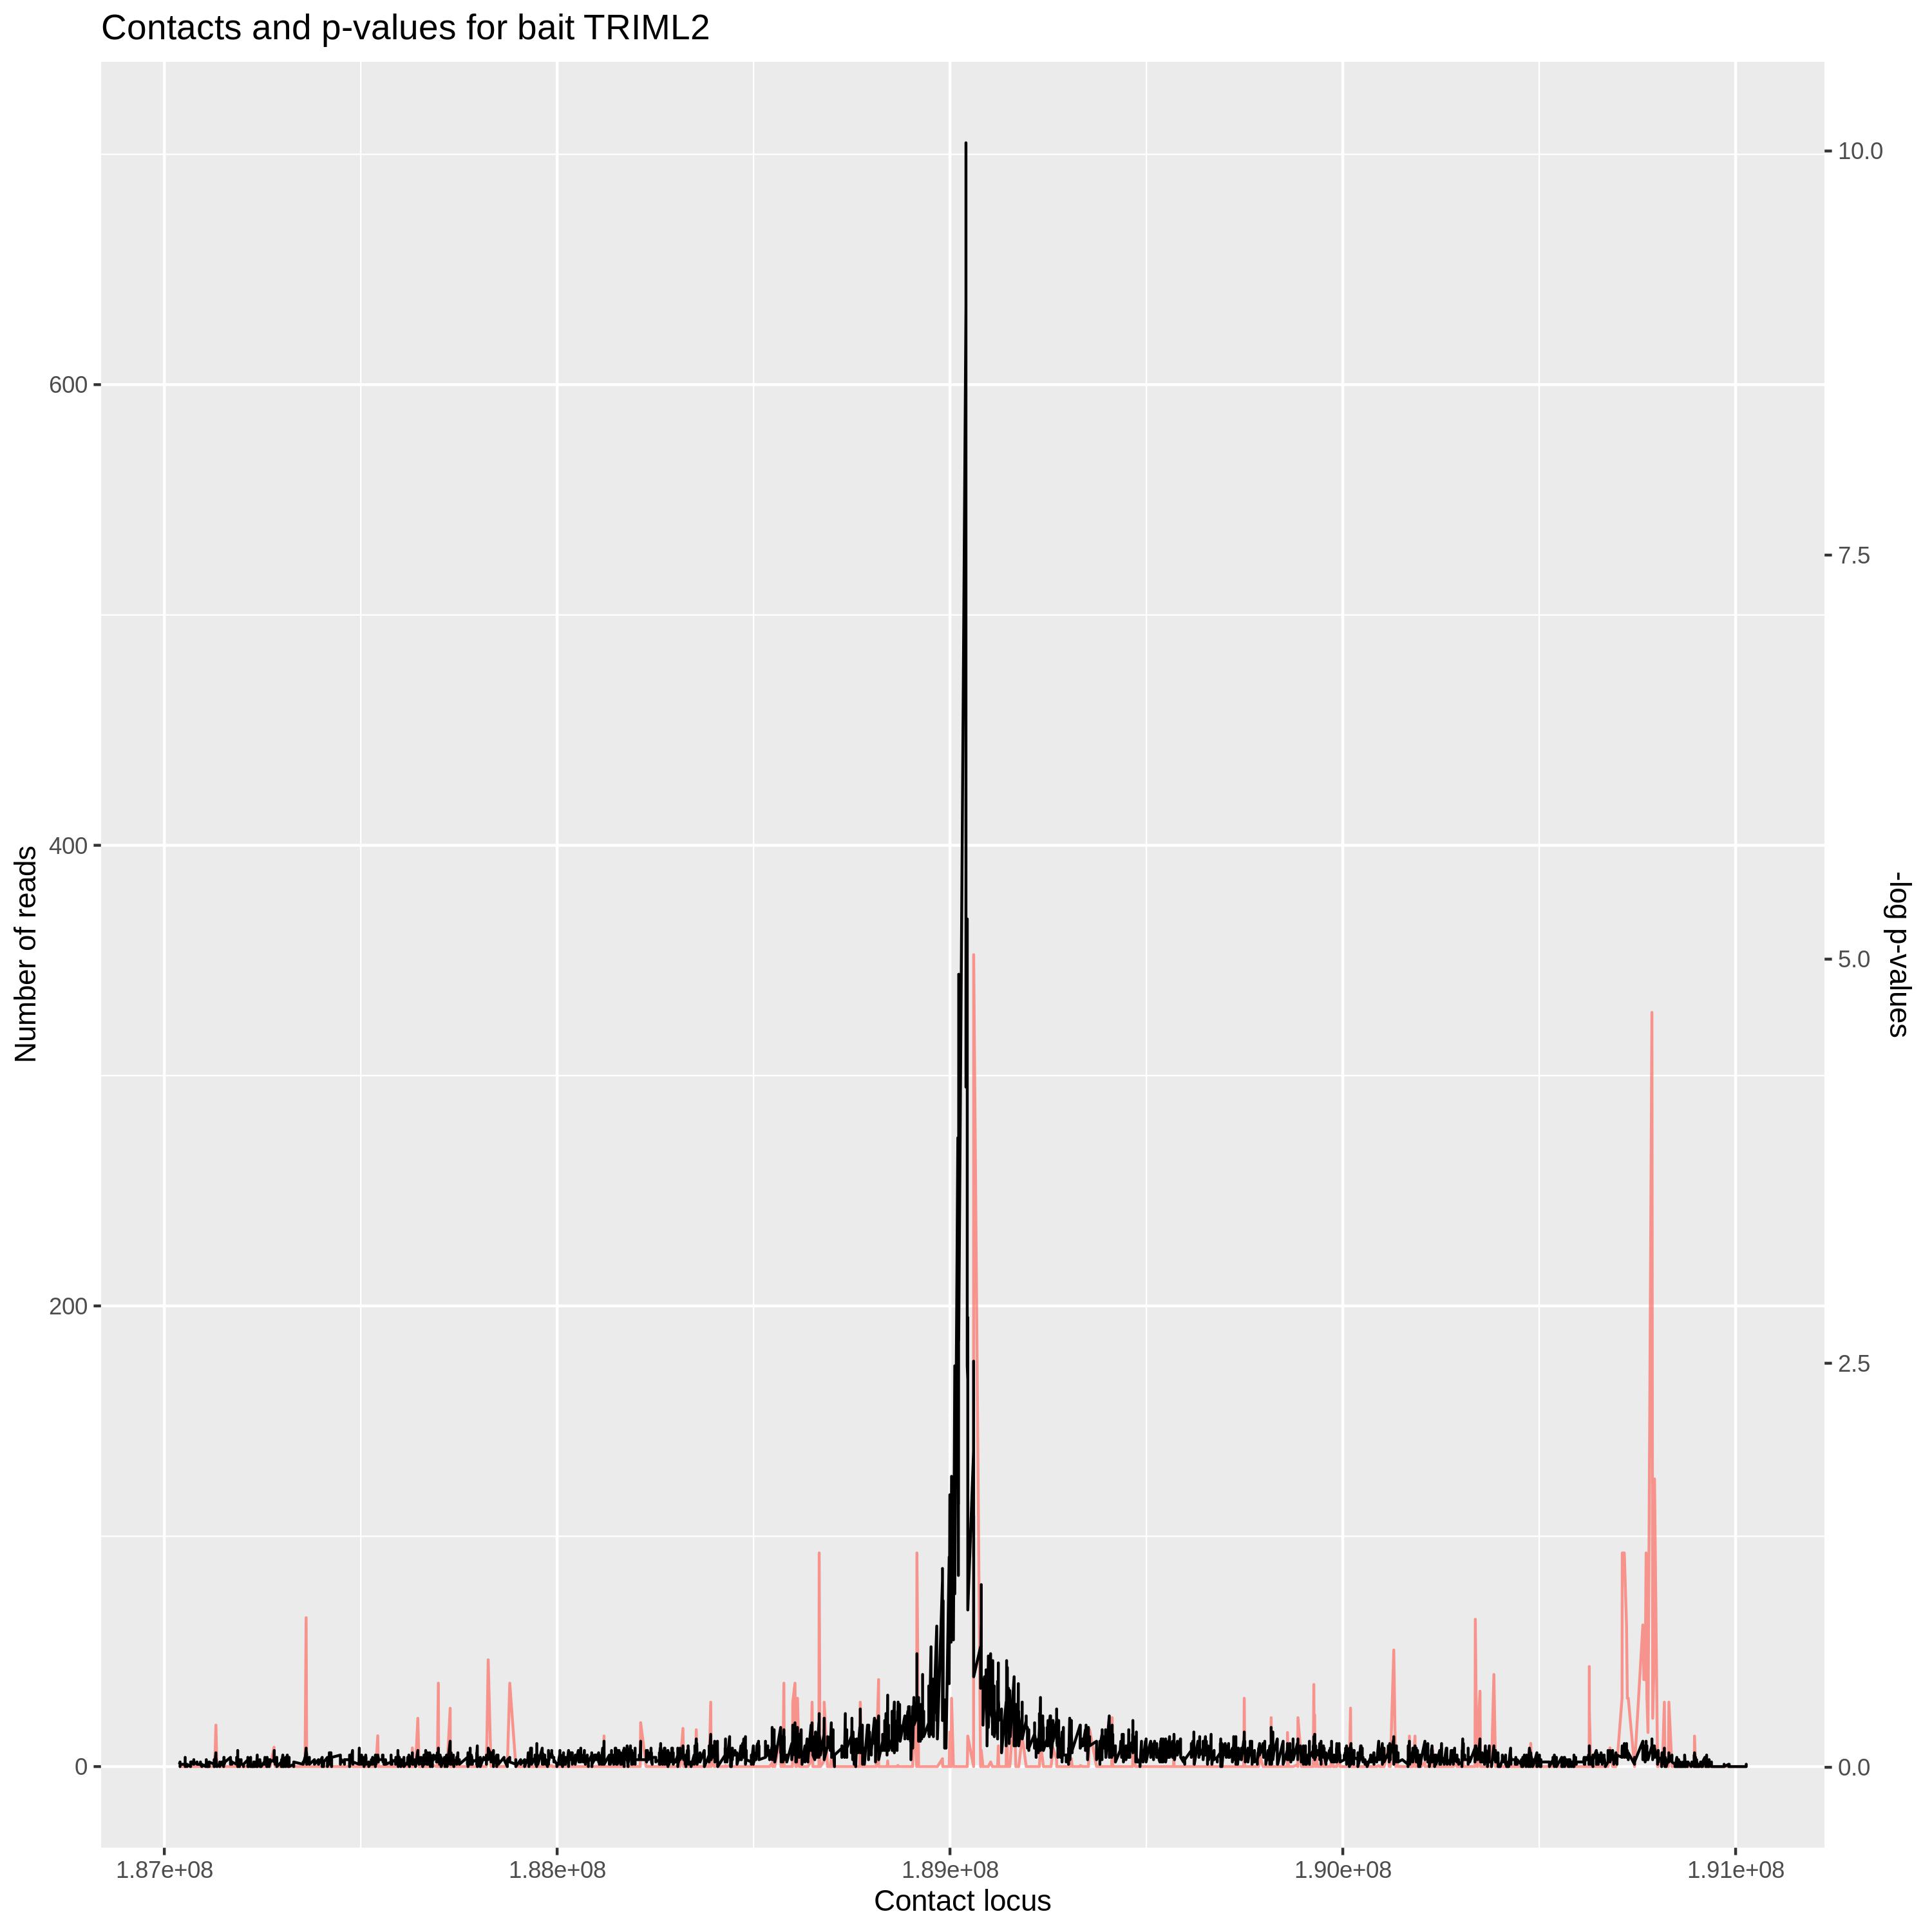 Contacts and p-values for bait TRIML2
Number of reads
600
400
200
0
10.0
7.5
5.0
2.5
0.0
-log p-values
1.87e+08
1.88e+08
1.89e+08
1.90e+08
1.91e+08
Contact locus